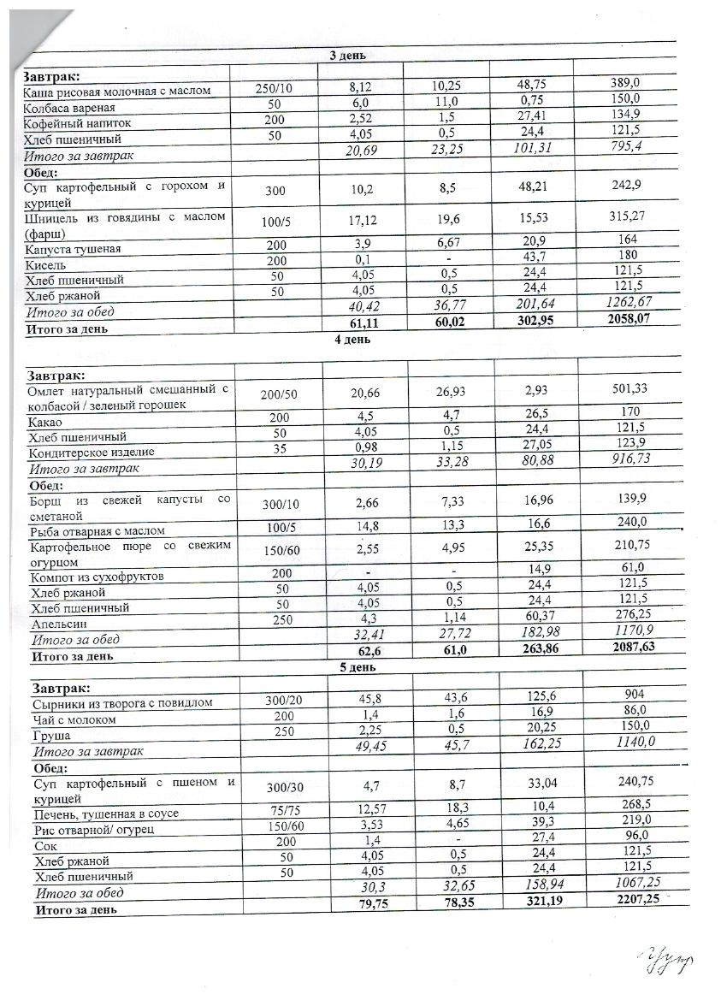 3 день
Завтрак:
Каша рисовая молочная с маслом 250/10 8,12 10,25 48,75 389,0
Колбаса вареная 50 6,0 11,0 0,75 150,0
Кофейный напиток 200 2,52 1,5 27,41 134,9
Хлеб пшеничный 50 4,05 0,5 24,4 121,5
Итого за завтрак 20,69 23,25 101,31 795,4
Обед:
Суп картофельный с горохом и
курицей 300 10,2 8,5 48,21 242,9
Шницель из говядины с маслом
(фарш) 100/5 17,12 19,6 15,53 315,27
Капуста тушеная 200 3,9 6,67 20,9 164
Кисель 200 0,1 - 43,7 180
Хлеб пшеничный 50 4,05 0,5 24,4 121,5
Хлеб ржаной 50 4,05 0,5 24,4 121,5
Итого за обед 40,42 36,77 201,64 1262,67
Итого за день 61,11 60,02 302,95 2058,07
4 день
Завтрак:
Омлет натуральный смешанный с
колбасой / зеленый горошек 200/50 20,66 26,93 2,93 501,33
Какао 200 4,5 4,7 26,5 170
Хлеб пшеничный 50 4,05 0,5 24,4 121,5
Кондитерское изделие 35 0,98 1,15 27,05 123,9
Итого за завтрак 30,19 33,28 80,88 916,73
Обед:
Борщ из свежей капусты со
сметаной 300/10 2,66 7,33 16,96 139,9
Рыба отварная с маслом 100/5 14,8 13,3 16,6 240,0
Картофельное пюре со свежим
огурцом 150/60 2,55 4,95 25,35 210,75
Компот из сухофруктов 200 - - 14,9 61,0
Хлеб ржаной 50 4,05 0,5 24,4 121,5
Хлеб пшеничный 50 4,05 0,5 24,4 121,5
Апельсин 250 4,3 1,14 60,37 276,25
Итого за обед 32,41 27,72 182,98 1170,9
Итого за день 62,6 61,0 263,86 2087,63
5 день
Завтрак:
Сырники из творога с повидлом 300/20 45,8 43,6 125,6 904
Чай с молоком 200 1,4 1,6 16,9 86,0
Груша 250 2,25 0,5 20,25 150,0
Итого за завтрак 49,45 45,7 162,25 1140,0
Обед:
Суп картофельный с пшеном и
курицей 300/30 4,7 8,7 33,04 240,75
Печень, тушенная в соусе 75/75 12,57 18,3 10,4 268,5
Рис отварной/ огурец 150/60 3,53 4,65 39,3 219,0
Сок 200 1,4 - 27,4 96,0
Хлеб ржаной 50 4,05 0,5 24,4 121,5
Хлеб пшеничный 50 4,05 0,5 24,4 121,5
Итого за обед 30,3 32,65 158,94 1067,25
Итого за день 79,75 78,35 321,19 2207,25